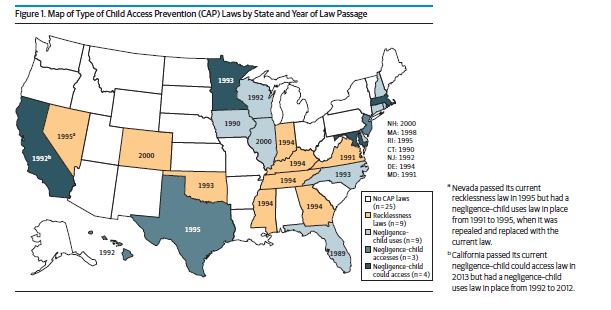 Figure 1. Map of Type of Child Access Prevention (CAP) Laws by State and Year of Law Passage
1993
1992
1990
1995a
2000
1994
NH: 2000
MA: 1998
RI: 1995
CT: 1990
NJ: 1992
DE: 1994
MD: 1991
1992b
2000
1994
1991
1993
1994
1993
1994
1994
1995
1992
1989
No CAP laws
(n=25)
Recklessness
laws (n=9)
Negligence-
child uses (n=9)
Negligence-child
accesses (n=3)
Negligence-child
could access (n=4)
a Nevada passed its current
recklessness law in 1995 but had a
negligence-child uses law in place
from 1991 to 1995, when it was
repealed and replaced with the
current law.
b California passed its current
negligence-child could access law in
2013 but had a negligence-child
uses law in place from 1992 to 2012.